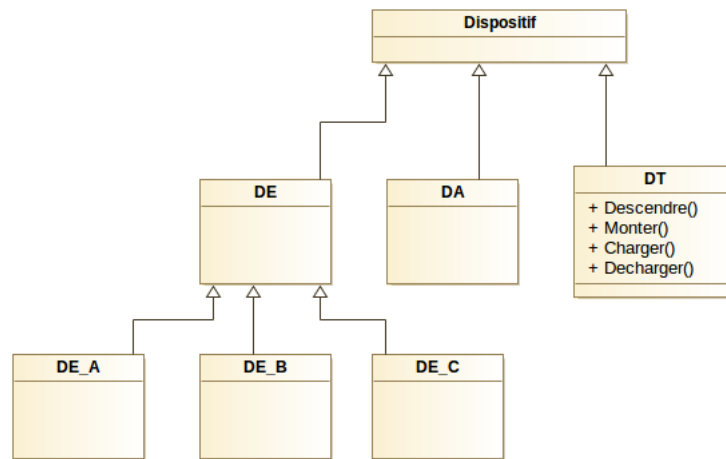 Dispositif
DE
DA
DT
+ Descendre()
+ Monter()
+ Charger()
+ Decharger()
DE_A
DE_B
DE_C